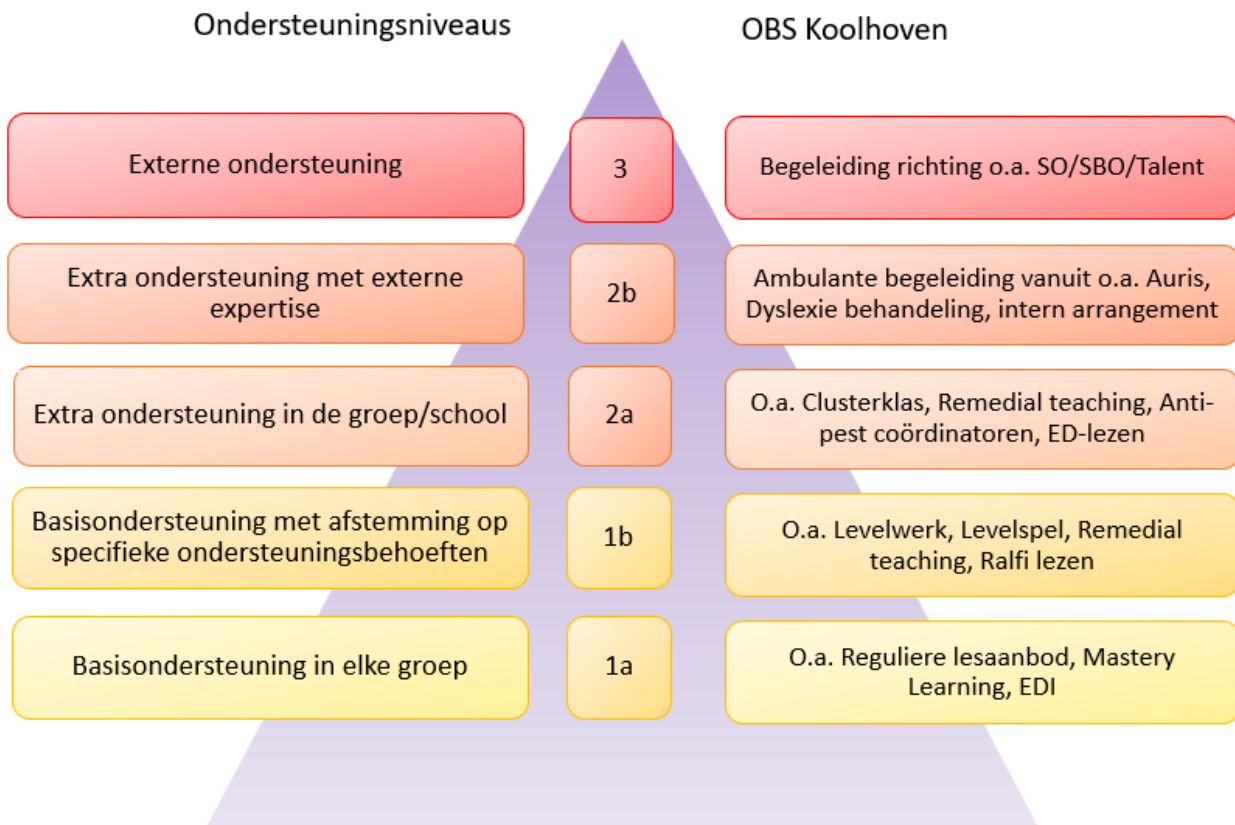 Ondersteuningsniveaus
OBS Koolhoven
Externe ondersteuning
3
Begeleiding richting o.a. SO/SBO/Talent
Extra ondersteuning met externe
expertise
2b
Ambulante begeleiding vanuit o.a. Auris,
Dyslexie behandeling, intern arrangement
Extra ondersteuning in de groep/school
2a
O.a. Clusterklas, Remedial teaching, Anti-
pest coördinatoren, ED-lezen
Basisondersteuning met afstemming op
specifieke ondersteuningsbehoeften
1b
O.a. Levelwerk, Levelspel, Remedial
teaching, Ralfi lezen
Basisondersteuning in elke groep
1a
O.a. Reguliere lesaanbod, Mastery
Learning, EDI